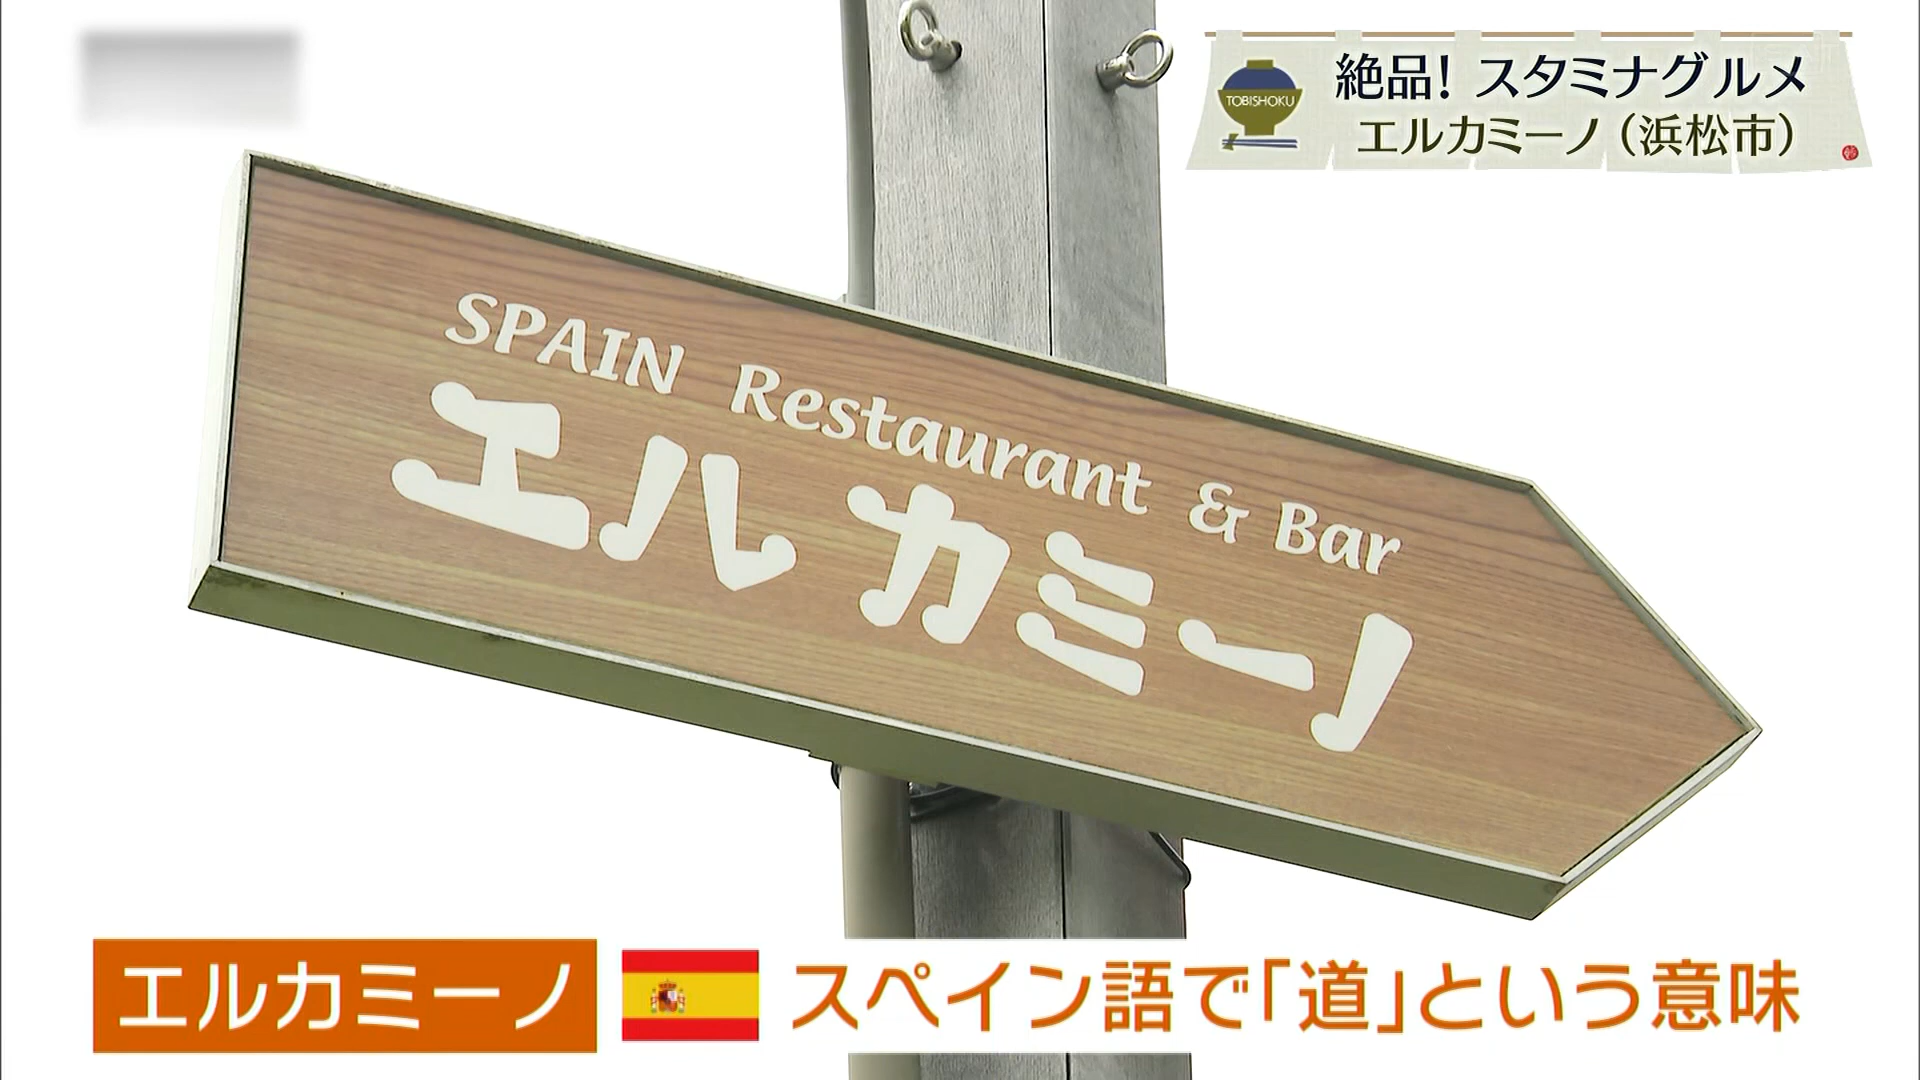 絶品! スタミナグルメ
TOBISHOKU
エルカミーノ(浜松市)
SPAIN Restaurant & Bar
エル カミーノ
エルカミーノ スペイン語で「道」という意味